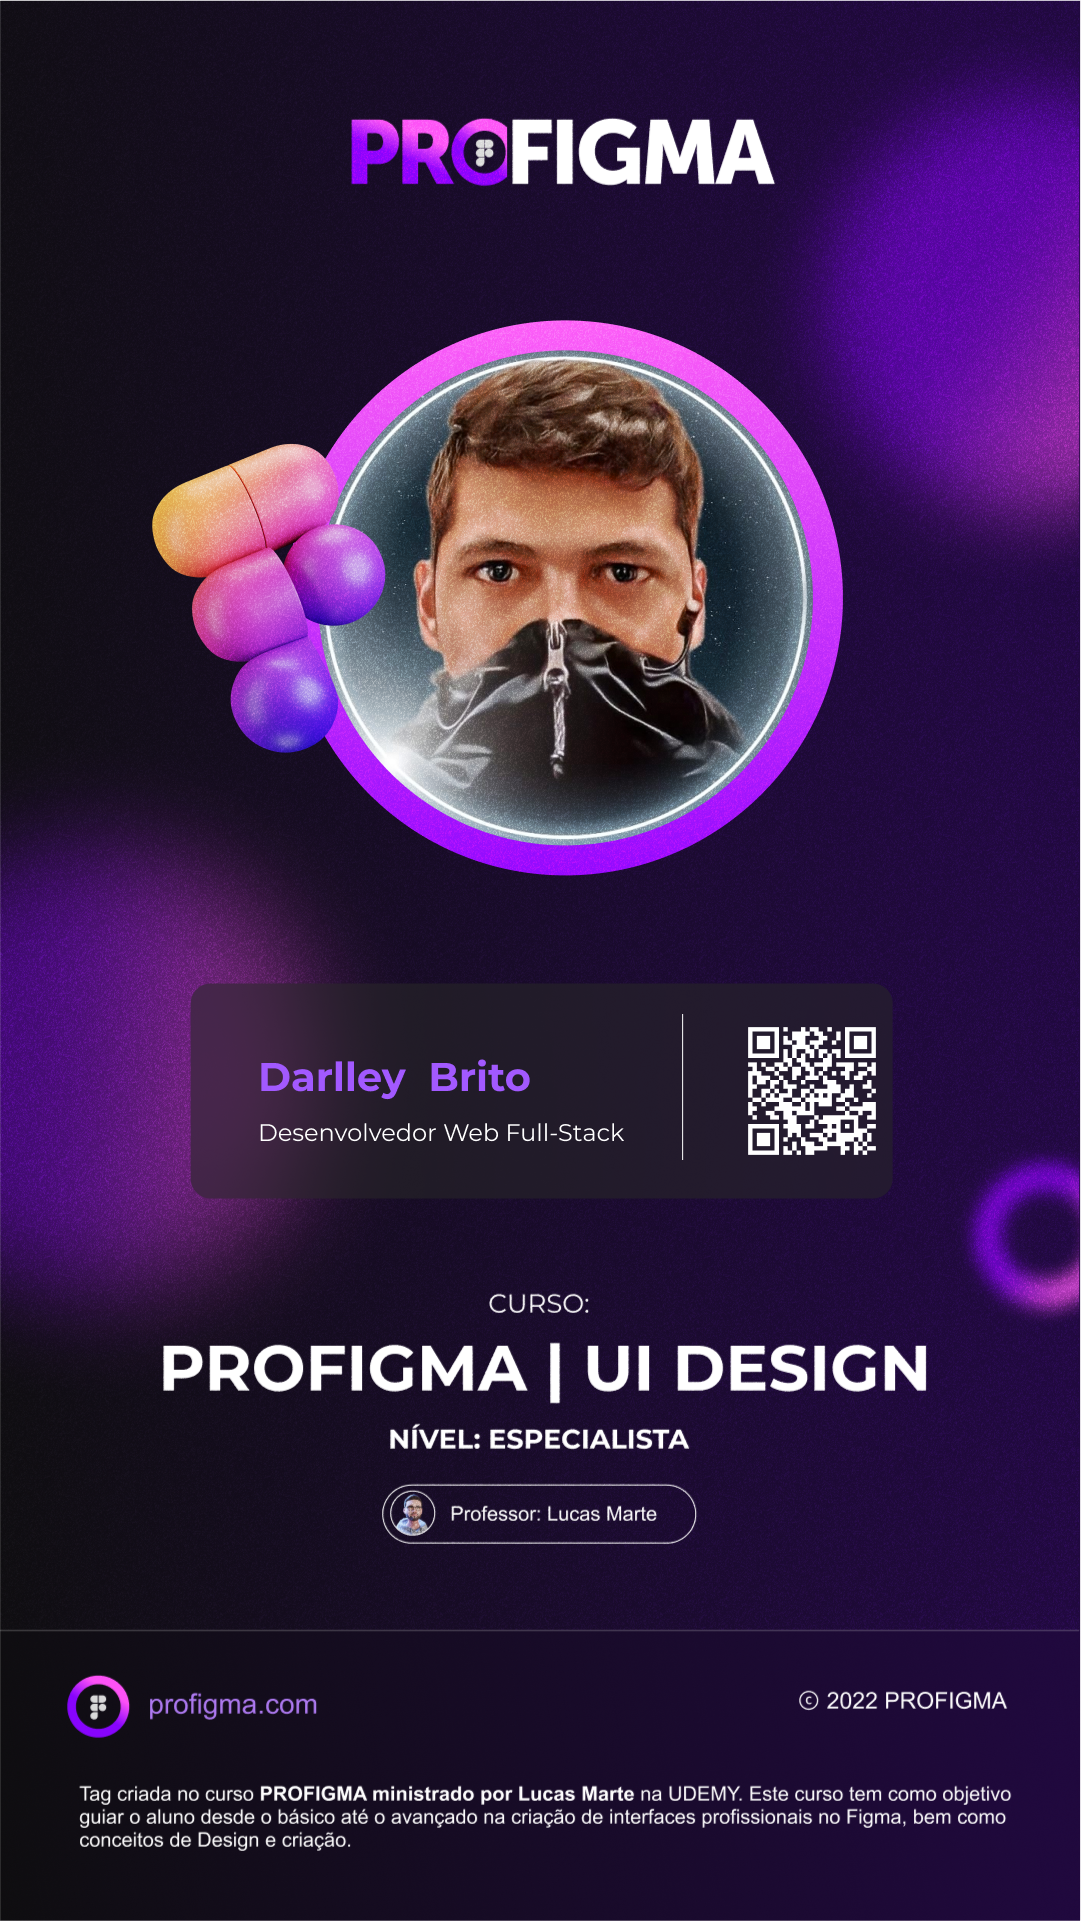 PROFIGMA
Darlley Brito
Desenvolvedor Web Full-Stack
CURSO:
PROFIGMA | UI DESIGN
NÍVEL: ESPECIALISTA
Professor: Lucas Marte
profigma.com
© 2022 PROFIGMA
Tag criada no curso PROFIGMA ministrado por Lucas Marte na UDEMY. Este curso tem como objetivo
guiar o aluno desde o básico até o avançado na criação de interfaces profissionais no Figma, bem como
conceitos de Design e criação.